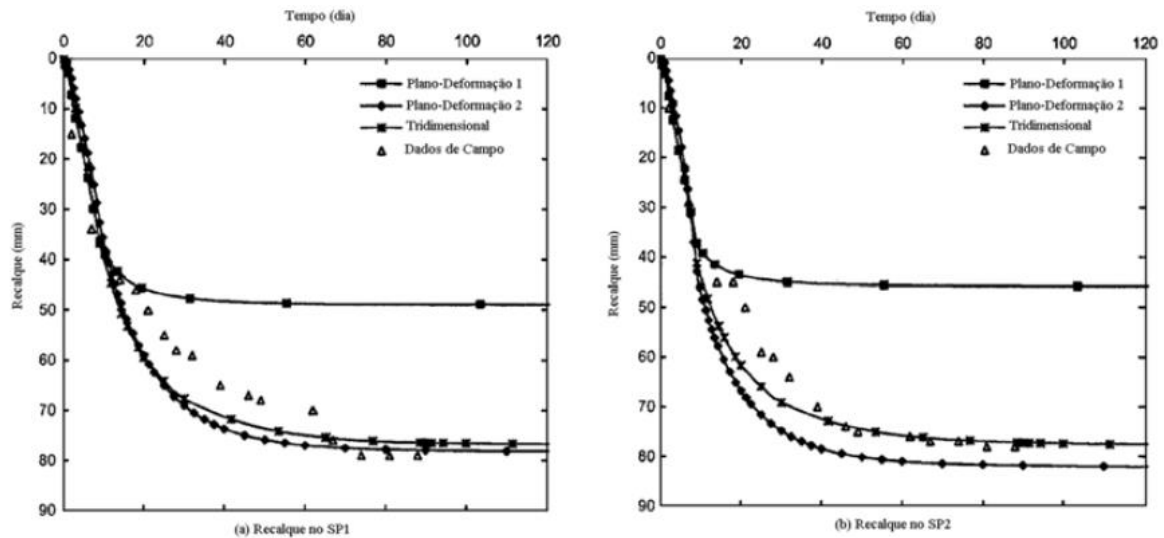 Tempo (dia)
0 20 40 60 80 100 120
0
10
20
30
40
50
60
70
80
90
Recalque (mm)
Plano-Deformação 1
Plano-Deformação 2
Tridimensional
Dados de Campo
(a) Recalque no SP1
Tempo (dia)
0 20 40 60 80 100 120
0
10
20
30
40
50
60
70
80
90
Recalque (mm)
Plano-Deformação 1
Plano-Deformação 2
Tridimensional
Dados de Campo
(b) Recalque no SP2